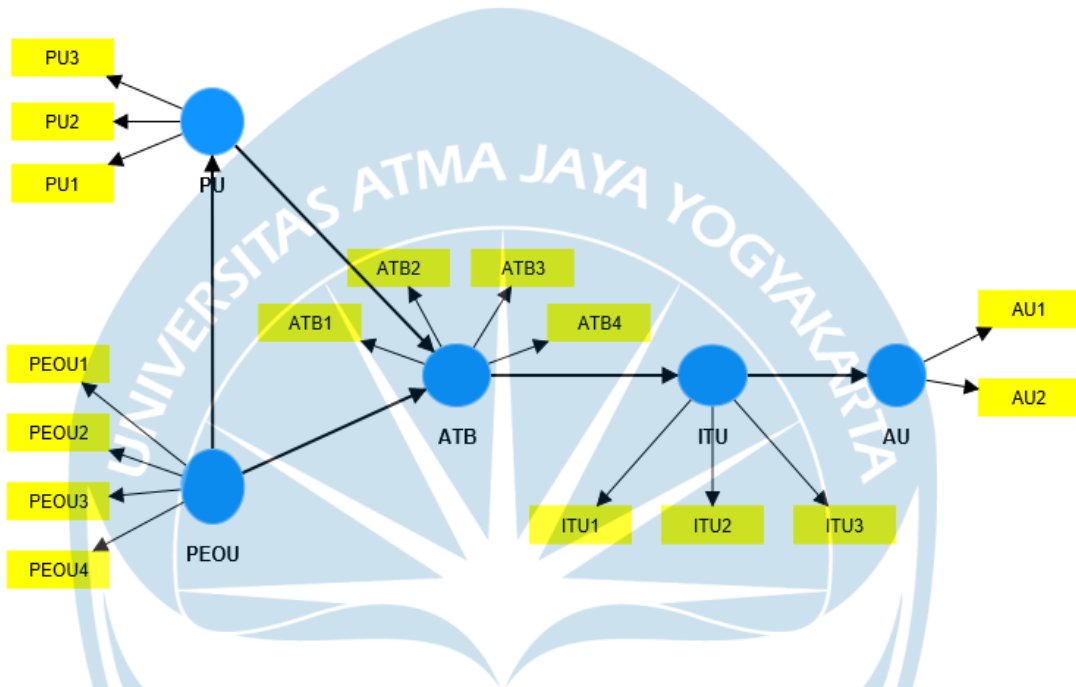 PU3
PU2
PU1
PU
UNIVERSITAS ATMA JAYA YOGYAKARTA
ATB2
ATB3
ATB1
ATB4
AU1
AU2
PEOU1
PEOU2
PEOU3
PEOU4
ATB
ITU
AU
ITU1
ITU2
ITU3
PEOU